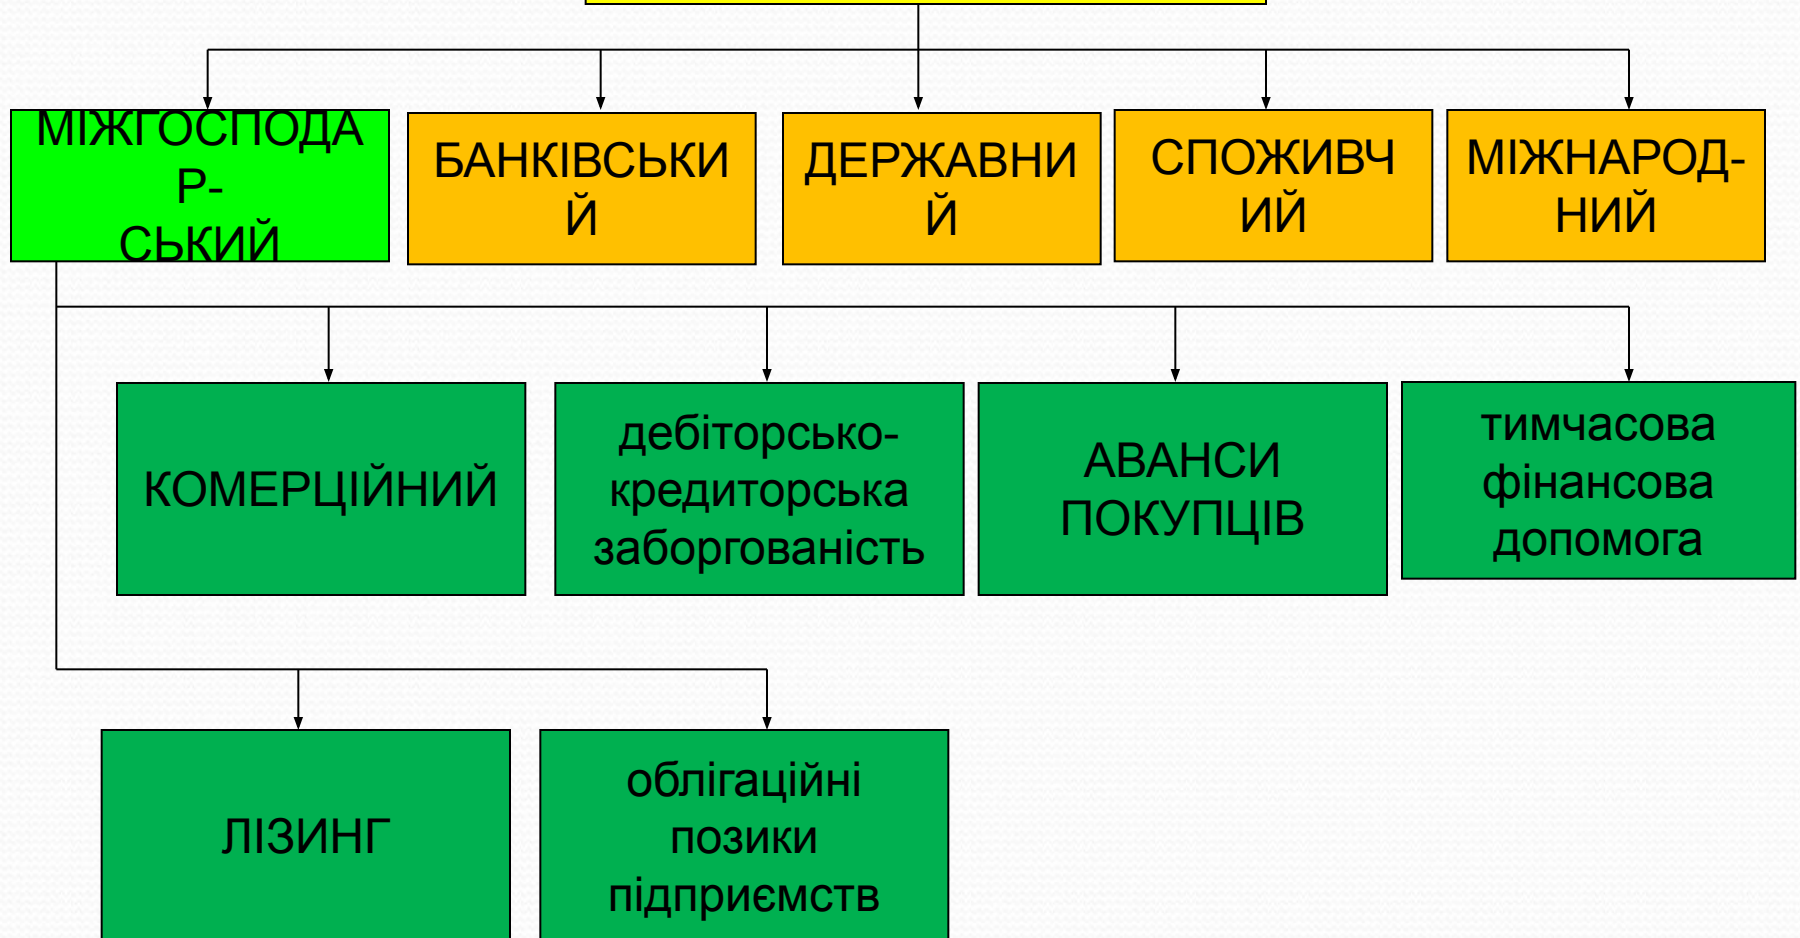 МІЖГОСПОДА
Р-
СЬКИЙ
БАНКІВСЬКИ
Й
ДЕРЖАВНИ
Й
СПОЖИВЧ
ИЙ
МІЖНАРОД-
НИЙ
КОМЕРЦІЙНИЙ
дебіторсько-
кредиторська
заборгованість
АВАНСИ
ПОКУПЦІВ
тимчасова
фінансова
допомога
ЛІЗИНГ
облігаційні
позики
підприємств